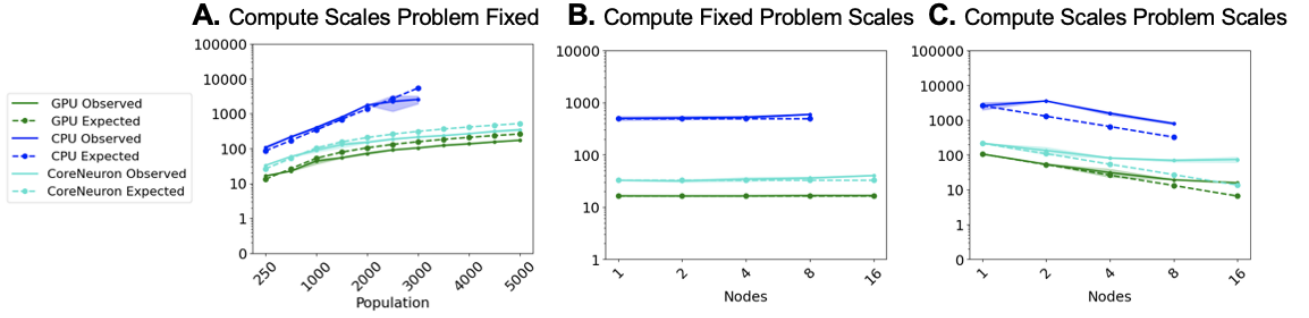 A. Compute Scales Problem Fixed
B. Compute Fixed Problem Scales
C. Compute Scales Problem Scales
GPU Observed
GPU Expected
CPU Observed
CPU Expected
CoreNeuron Observed
CoreNeuron Expected
100000
10000
1000
100
10
1
0
250
1000
2000
3000
4000
5000
Population
10000
1000
100
10
1
1
2
4
8
16
Nodes
100000
10000
1000
100
10
1
0
1
2
4
8
16
Nodes